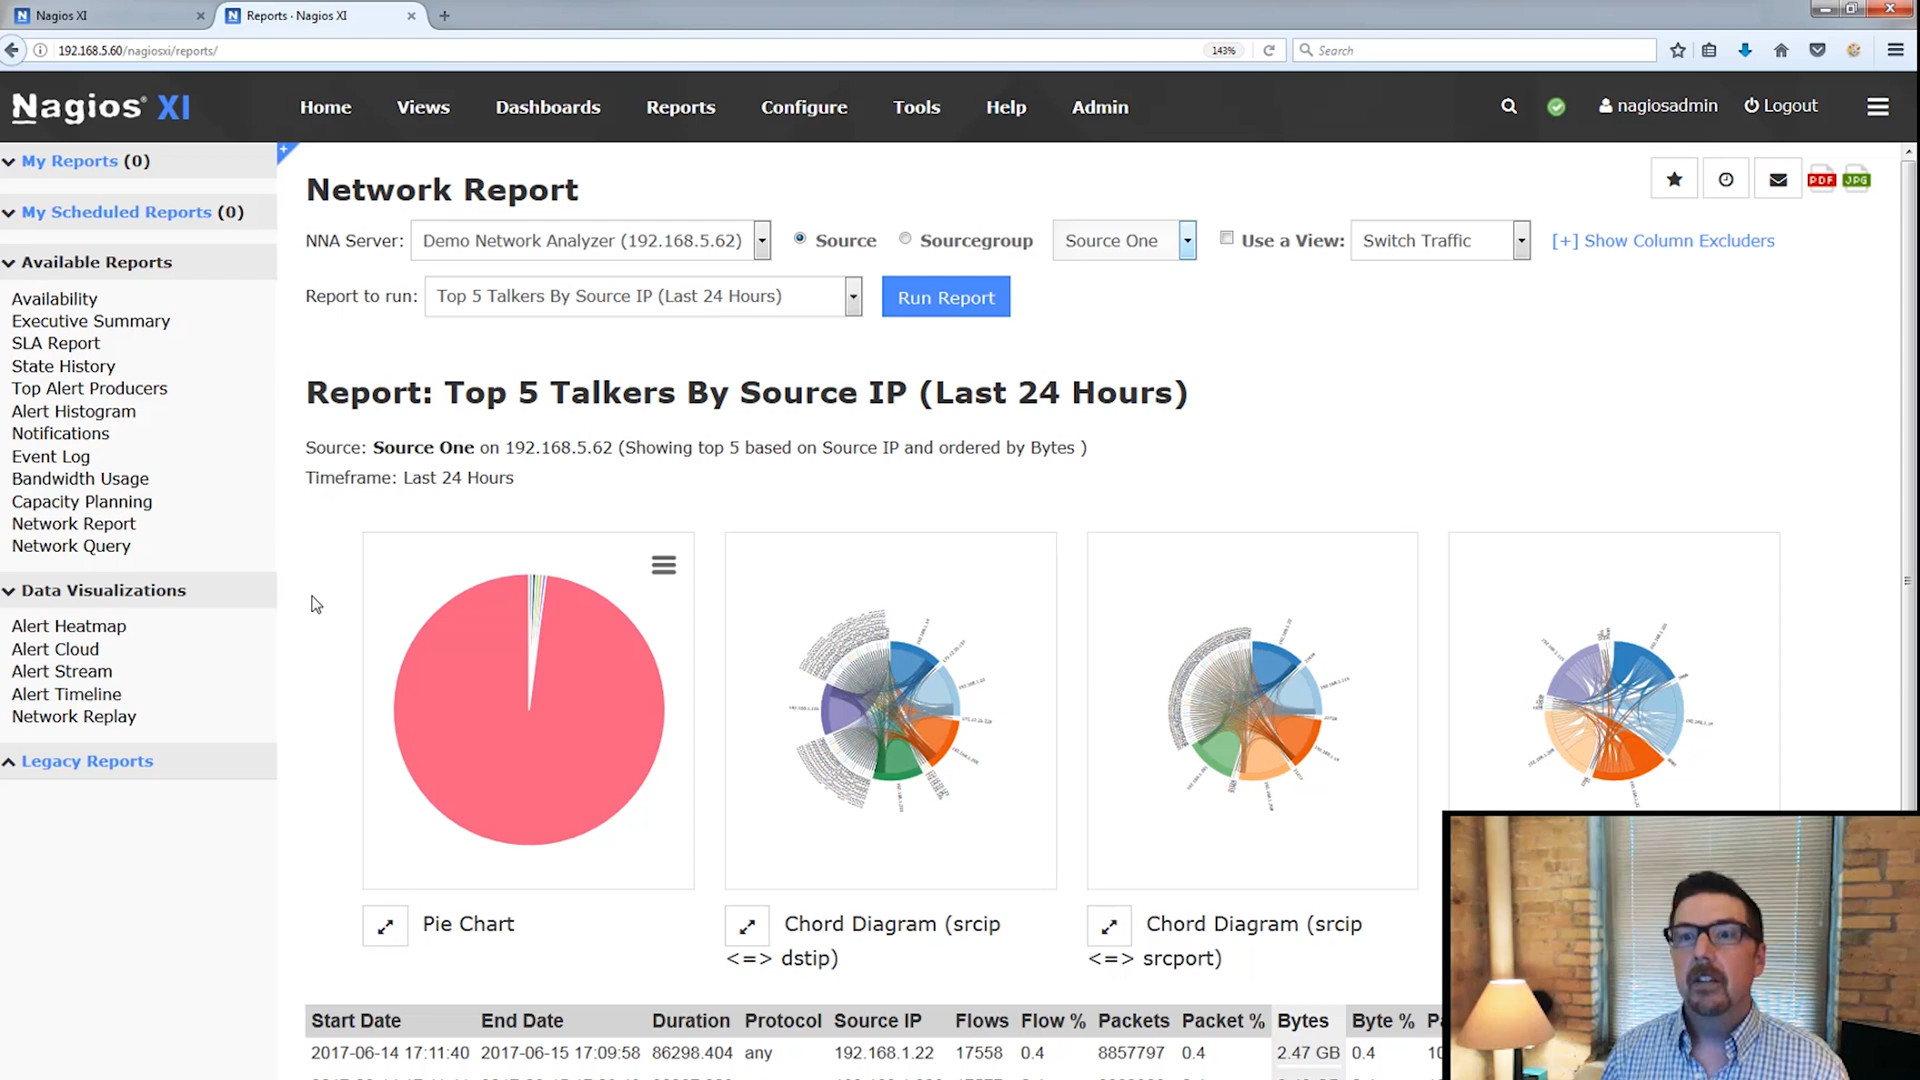 Nagios XI
Reports · Nagios XI
192.168.5.60/nagiosxi/reports/
143%
Search
Nagios® XI
Home
Views
Dashboards
Reports
Configure
Tools
Help
Admin
nagiosadmin
Logout
My Reports (0)
My Scheduled Reports (0)
Available Reports
Availability
Executive Summary
SLA Report
State History
Top Alert Producers
Alert Histogram
Notifications
Event Log
Bandwidth Usage
Capacity Planning
Network Report
Network Query
Data Visualizations
Alert Heatmap
Alert Cloud
Alert Stream
Alert Timeline
Network Replay
Legacy Reports
Network Report
PDF
JPG
NNA Server: Demo Network Analyzer (192.168.5.62) Source Sourcegroup Source One Use a View: Switch Traffic [+] Show Column Excluders
Report to run: Top 5 Talkers By Source IP (Last 24 Hours) Run Report
Report: Top 5 Talkers By Source IP (Last 24 Hours)
Source: Source One on 192.168.5.62 (Showing top 5 based on Source IP and ordered by Bytes )
Timeframe: Last 24 Hours
Pie Chart
Chord Diagram (srcip
<=> dstip)
Chord Diagram (srcip
<=> srcport)
Start Date End Date Duration Protocol Source IP Flows Flow % Packets Packet % Bytes Byte %
2017-06-14 17:11:40 2017-06-15 17:09:58 86298.404 any 192.168.1.22 17558 0.4 8857797 0.4 2.47 GB 0.4